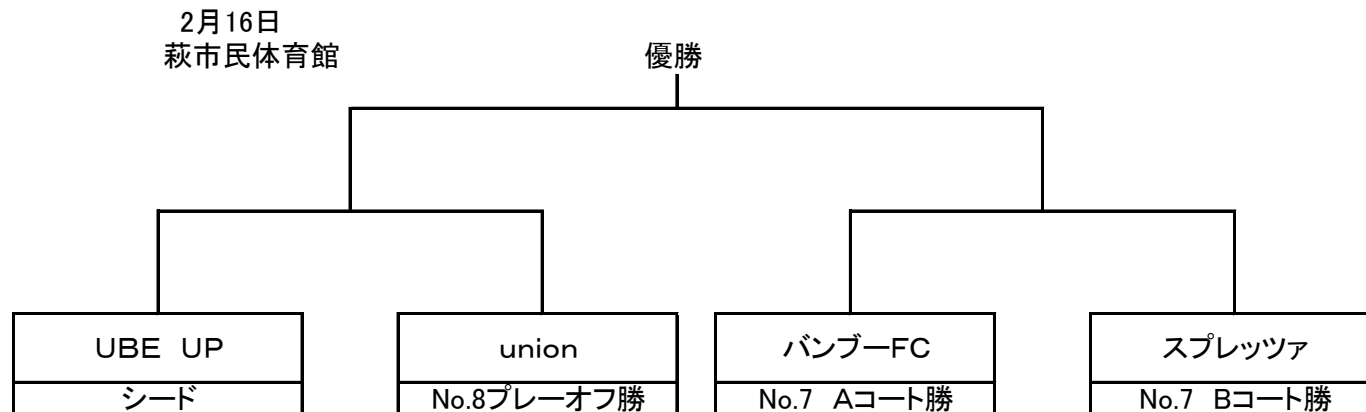 2月16日
萩市民体育館
優勝
UBE UP
union
バンブーFC
スプレッツァ
シード
No.8プレーオフ勝
No.7 Aコート勝
No.7 Bコート勝